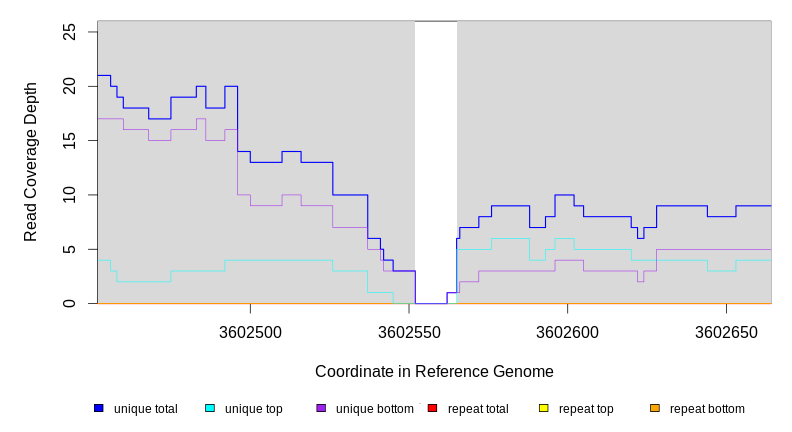 25
20
15
10
5
0
Read Coverage Depth
3602500 3602550 3602600 3602650
Coordinate in Reference Genome
unique total unique top unique bottom repeat total repeat top repeat bottom